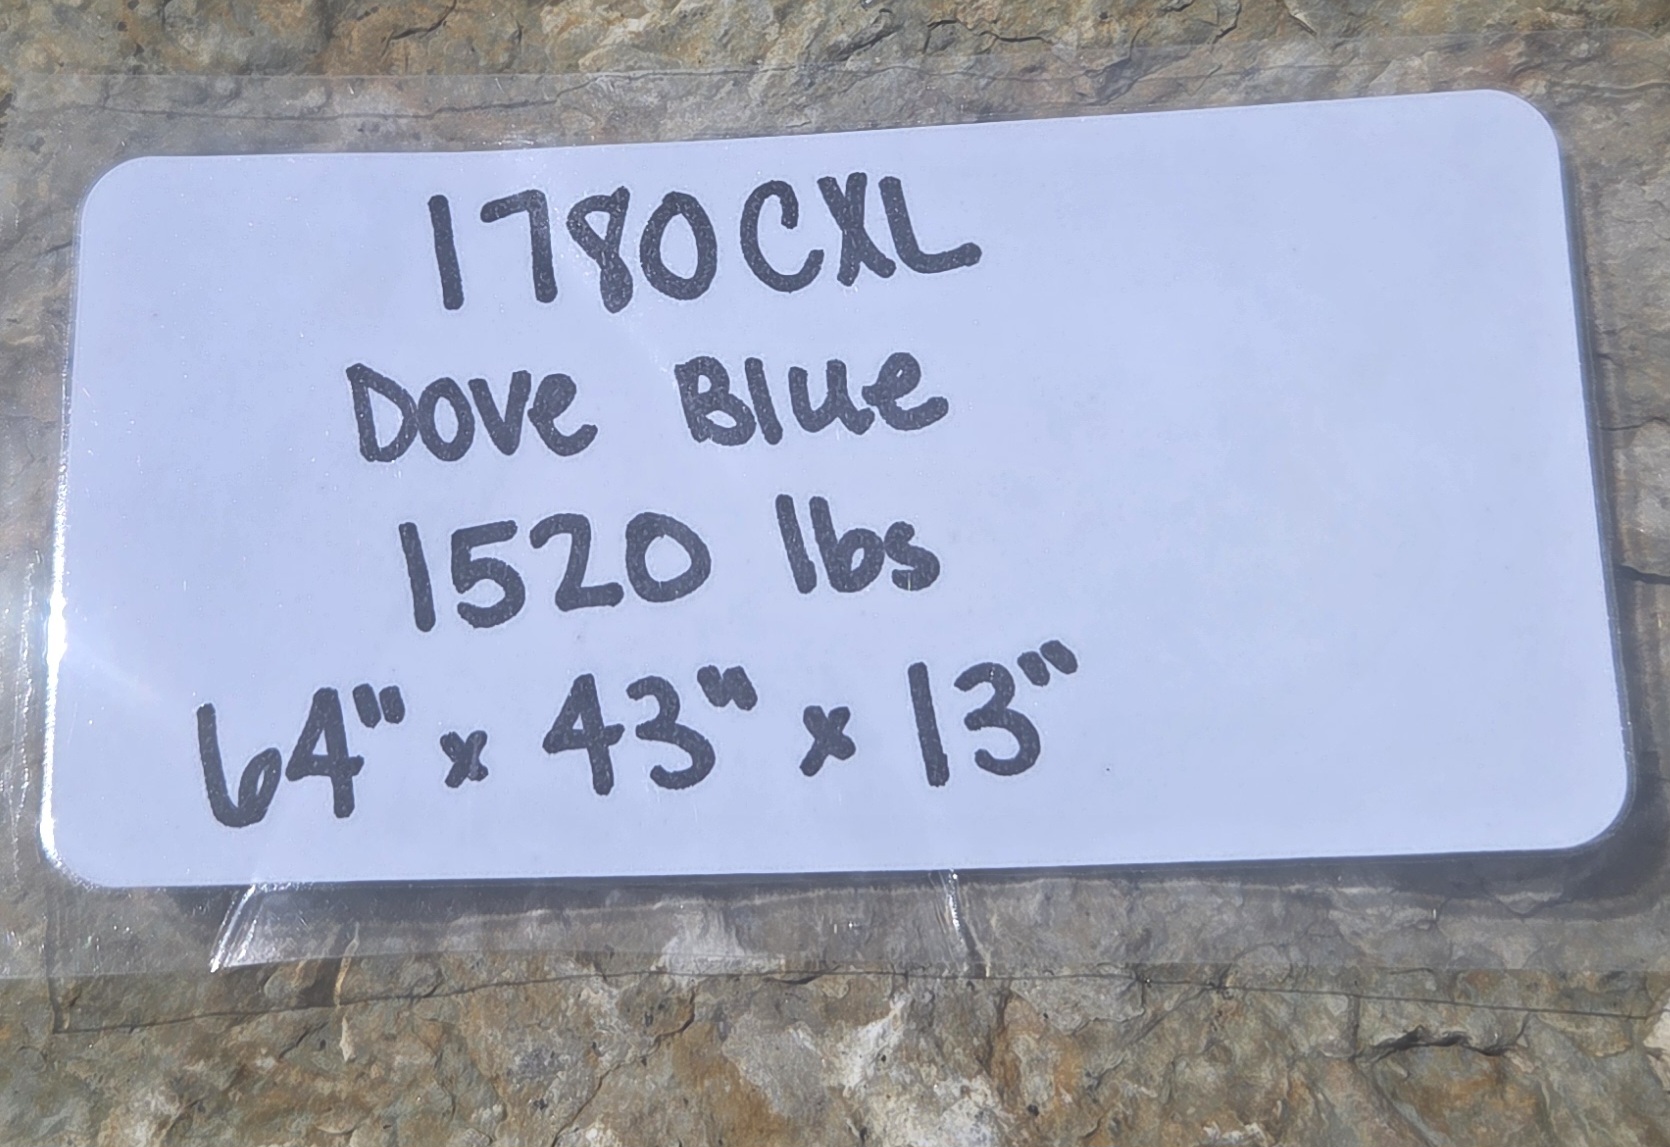 1780CXL
Dove Blue
1520 lbs
64" x 43" x 13"